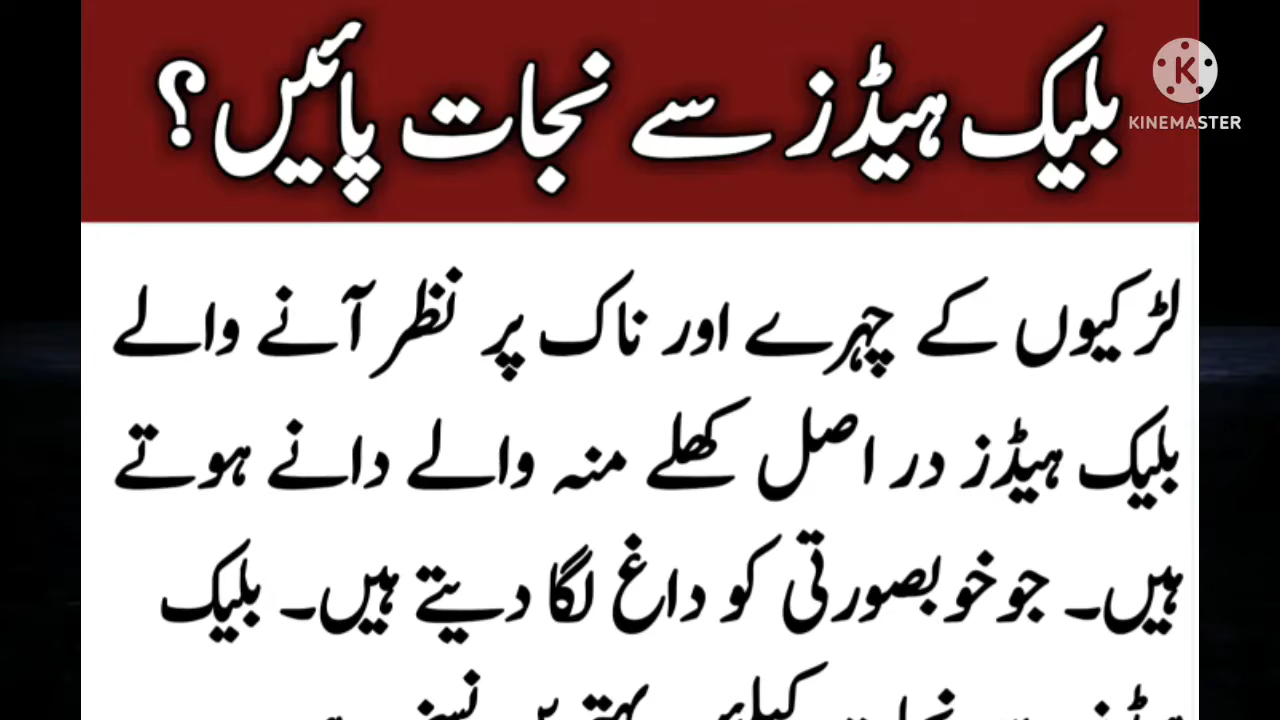 بلیک ہیڈز سے نجات پائیں؟
KINEMASTER
لڑکیوں کے چہرے اور ناک پر نظر آنے والے
بلیک ہیڈز در اصل کھلے منہ والے دانے ہوتے
ہیں۔ جو خوبصورتی کو داغ لگا دیتے ہیں۔ بلیک